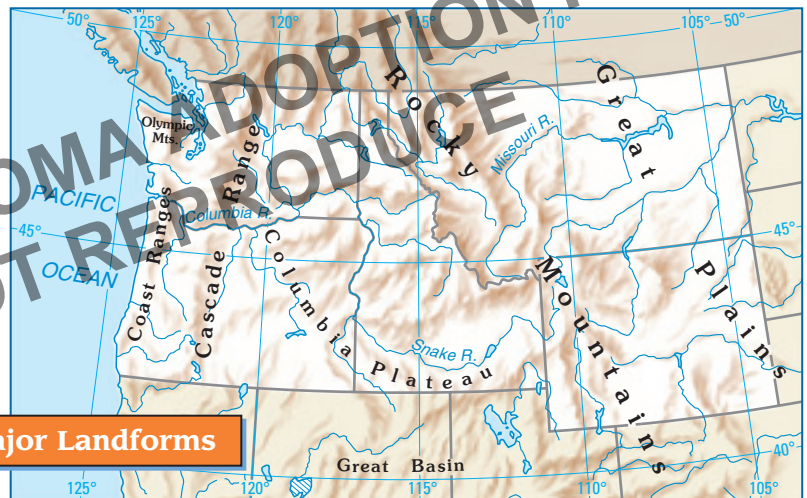 50° 125° 120° 115° 110° 105° 50°
OMA ADOPTION
OT REPRODUCE
Olympic
Mts.
Rocky
Great
Missouri R.
Range
PACIFIC
Columbia R.
45° 45°
OCEAN
Coast Ranges
Cascade
Columbia
Mountains
Plains
Snake R.
Plateau
jor Landforms
Great Basin
40°
125° 120° 115° 110° 105°